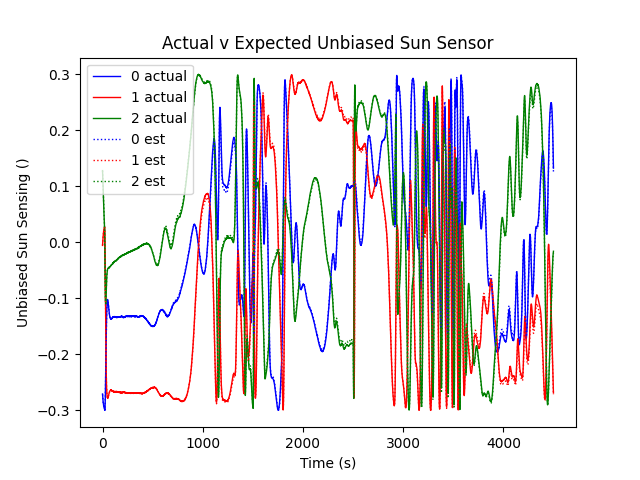 Actual v Expected Unbiased Sun Sensor
0 actual
1 actual
2 actual
0 est
1 est
2 est
0.3
0.2
0.1
0.0
−0.1
−0.2
−0.3
Unbiased Sun Sensing ()
0
1000
2000
3000
4000
Time (s)